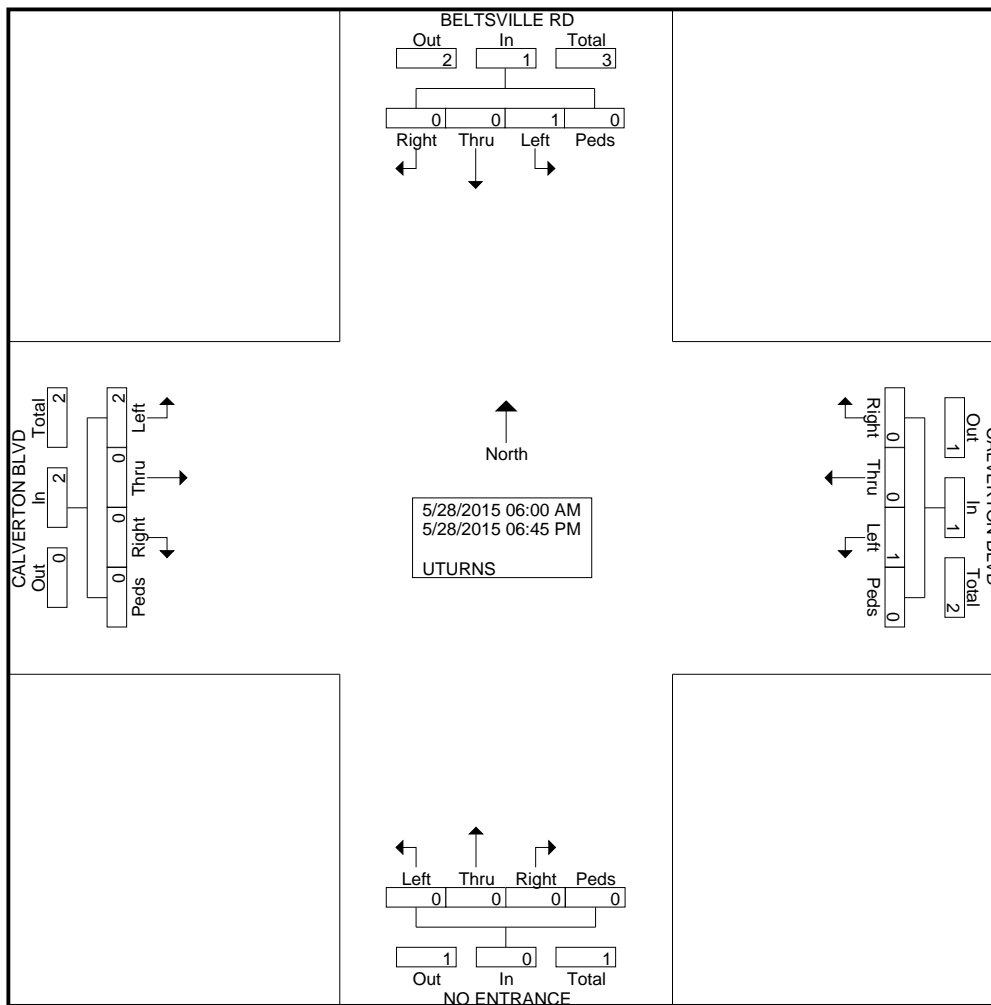 BELTSVILLE RD
Out In Total
2 1 3
0 0 1 0
Right Thru Left Peds
CALVERTON BLVD
Total In Out
2 2 0
2 0 0 0
Left Thru Right Peds
North
5/28/2015 06:00 AM
5/28/2015 06:45 PM
UTURNS
Right Thru Left Peds
0 0 1 0
Out In Total
1 1 2
CALVERTON BLVD
Left Thru Right Peds
0 0 0 0
1 0 1
Out In Total
NO ENTRANCE